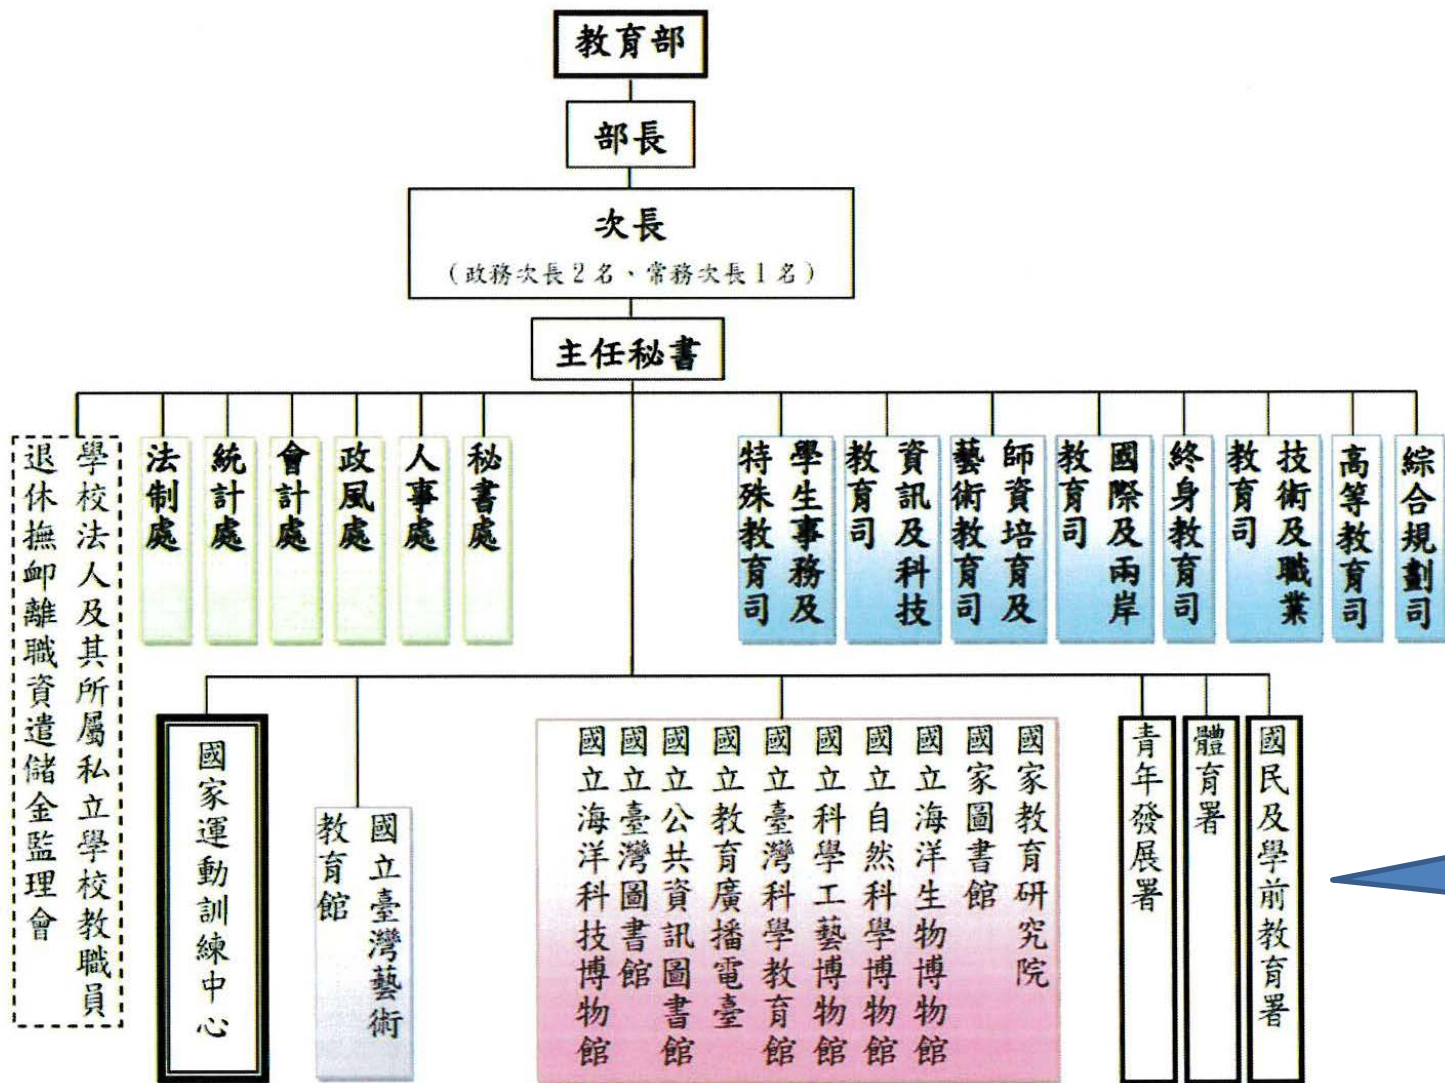 教育部
部長
次長
（政務次長2名、常務次長1名）
主任秘書
綜合規劃司
高等教育司
技術及職業
教育司
終身教育司
國際及兩岸
教育司
師資培育及
藝術教育司
資訊及科技
教育司
學生事務及
特殊教育司
秘書處
人事處
政風處
會計處
統計處
法制處
學校法人及其所屬私立學校教職員
退休撫卹離職資遣儲金監理會
國民及學前教育署
體育署
青年發展署
國家教育研究院
國家圖書館
國立海洋生物博物館
國立自然科學博物館
國立科學工藝博物館
國立臺灣科學教育館
國立教育廣播電臺
國立公共資訊圖書館
國立臺灣圖書館
國立海洋科技博物館
國立臺灣藝術
教育館
國家運動訓練中心